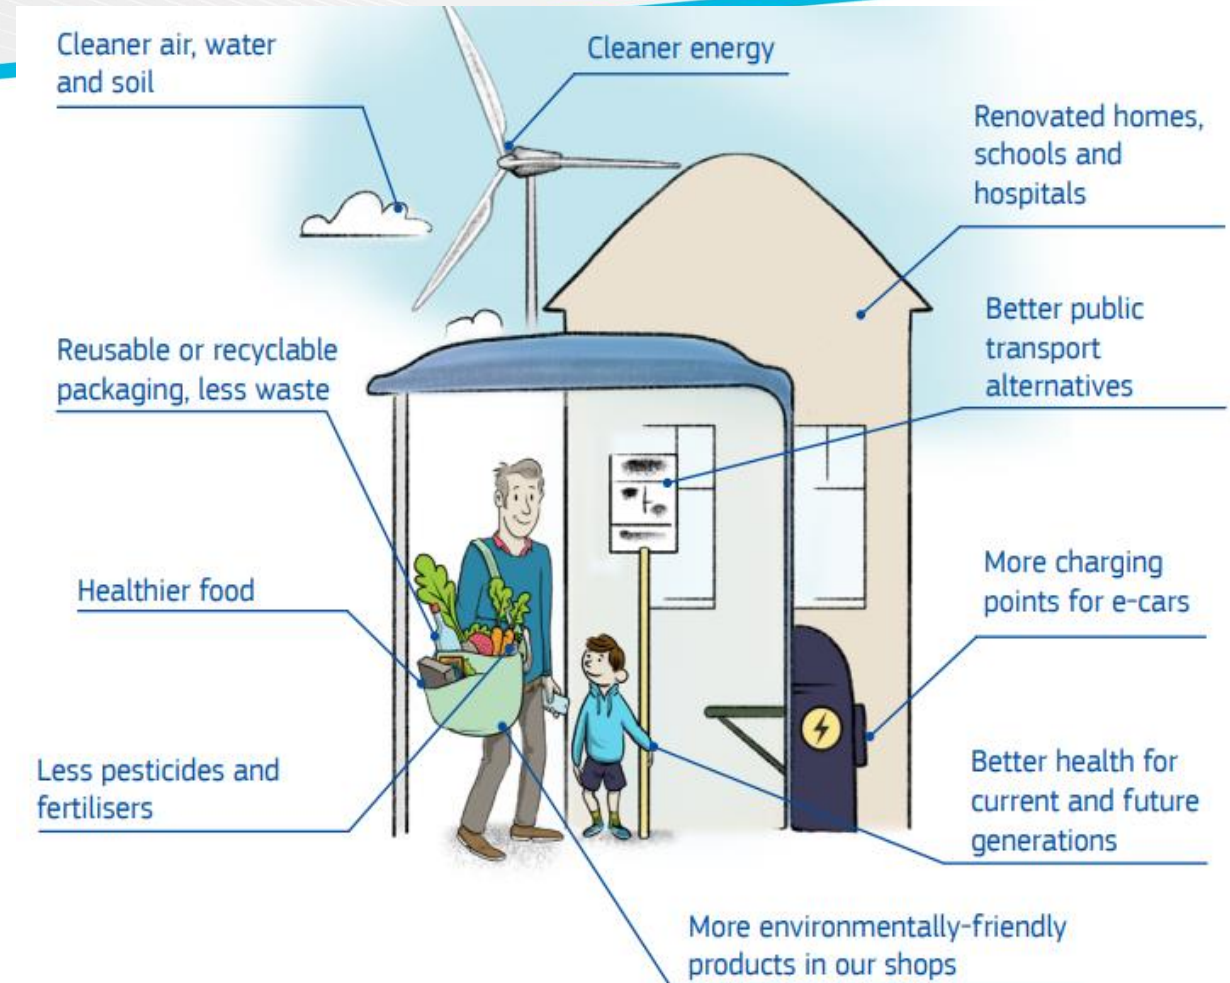 Cleaner air, water
and soil
Cleaner energy
Renovated homes,
schools and
hospitals
Better public
transport
alternatives
Reusable or recyclable
packaging, less waste
Healthier food
More charging
points for e-cars
Less pesticides and
fertilisers
Better health for
current and future
generations
More environmentally-friendly
products in our shops